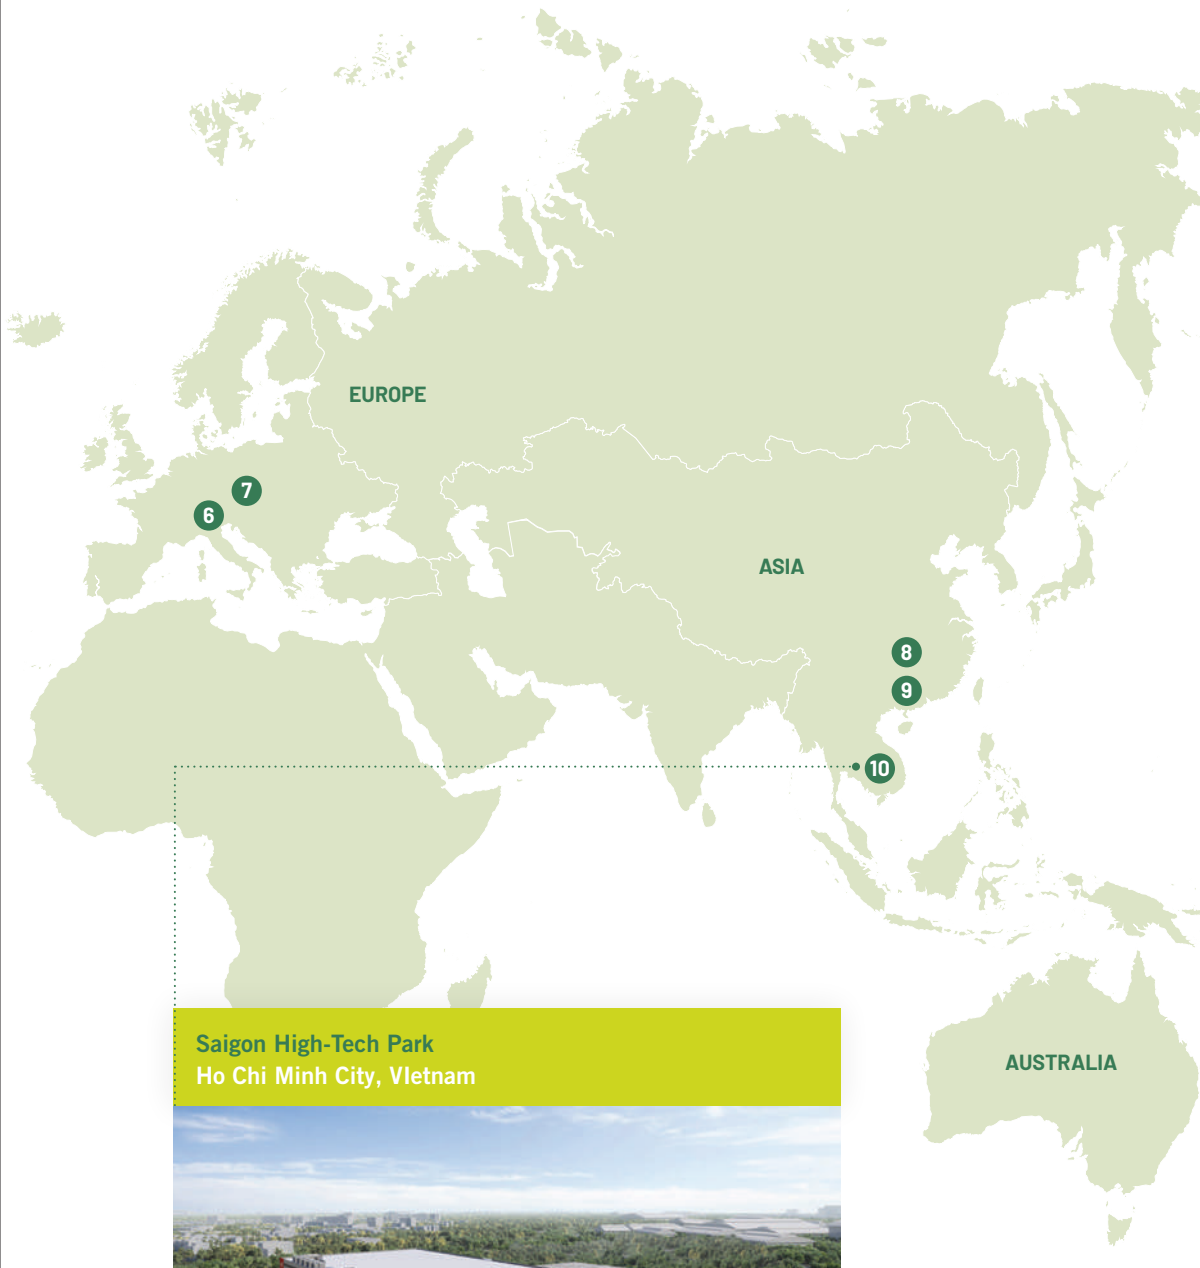 EUROPE
7
6
ASIA
8
9
10
Saigon High-Tech Park
Ho Chi Minh City, VIetnam
AUSTRALIA